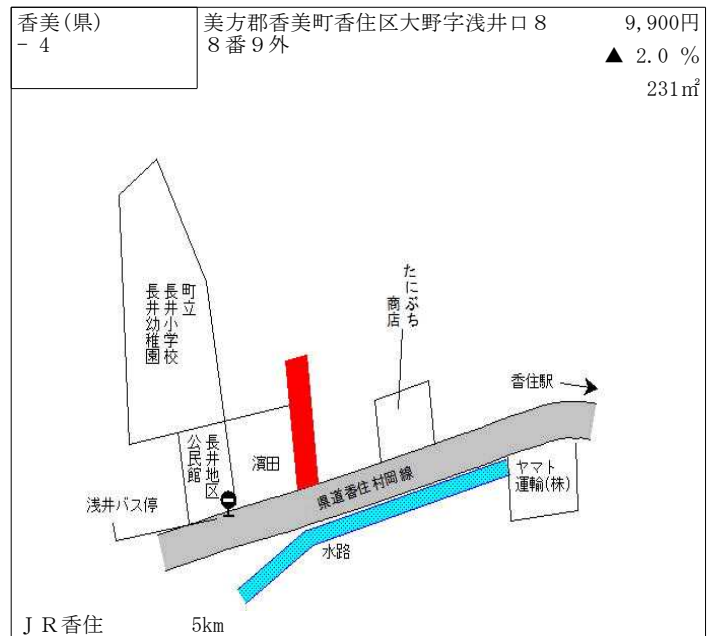 香美(県)
- 4
美方郡香美町香住区大野字浅井口８
８番９外
9,900円
▲ 2.0 %
231㎡
町立
長井小学校
長井幼稚園
たにぶち
商店
香住駅
長井地区
公民館
濵田
県道香住村岡線
ヤマト
運輸(株)
浅井バス停
水路
ＪＲ香住 5km